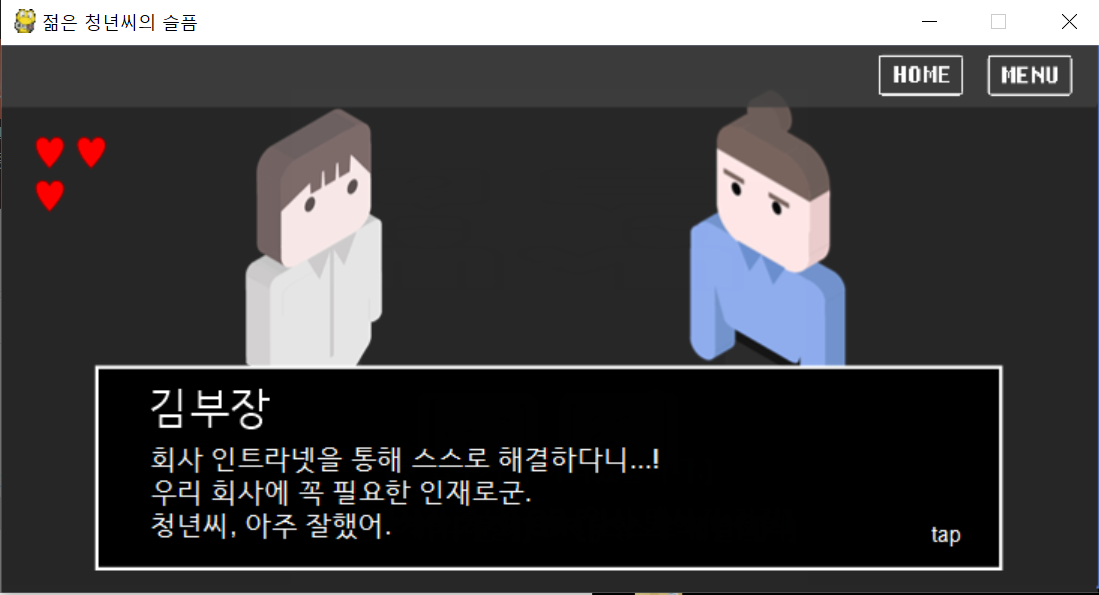 젊은 청년씨의 슬픔
HOME MENU
김부장
회사 인트라넷을 통해 스스로 해결하다니...!
우리 회사에 꼭 필요한 인재로군.
청년씨, 아주 잘했어.
tap